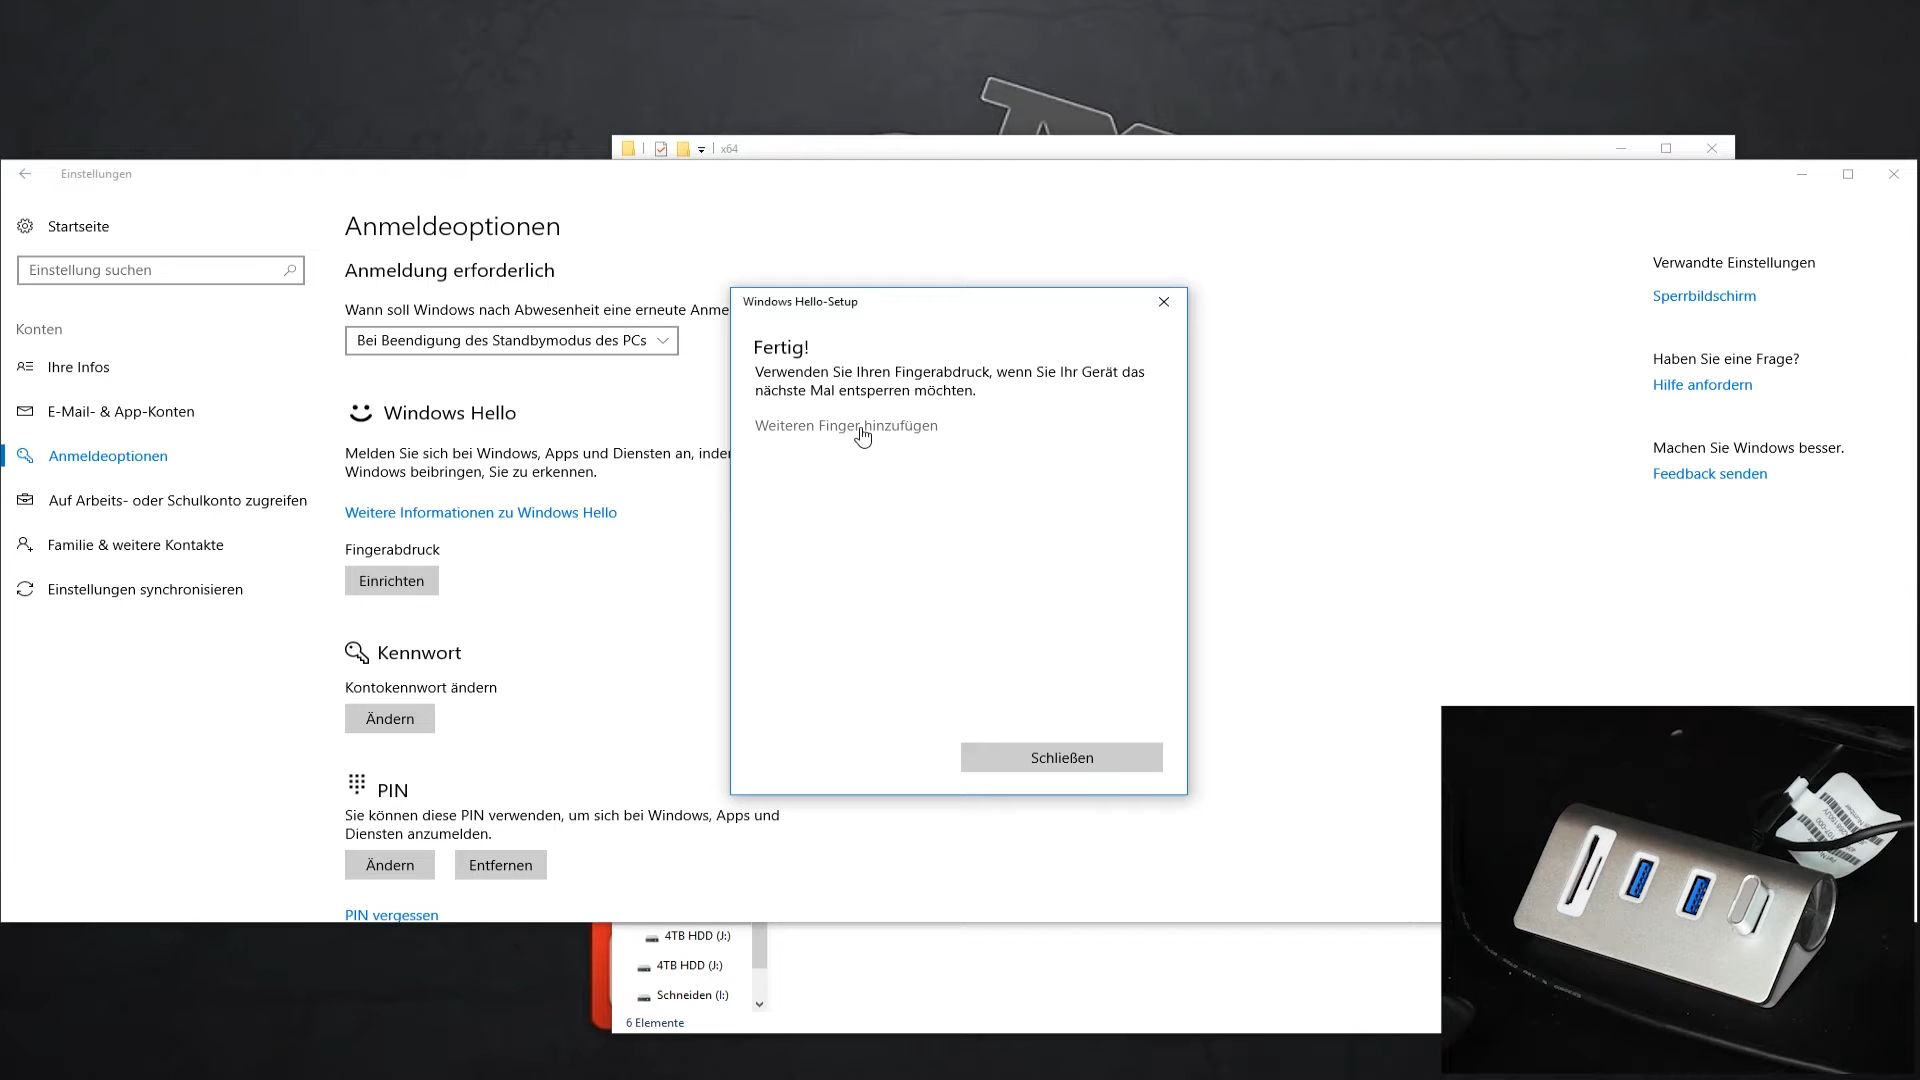 x64
Einstellungen
Startseite
Einstellung suchen
Konten
Ihre Infos
E-Mail- & App-Konten
Anmeldeoptionen
Auf Arbeits- oder Schulkonto zugreifen
Familie & weitere Kontakte
Einstellungen synchronisieren
Anmeldeoptionen
Anmeldung erforderlich
Wann soll Windows nach Abwesenheit eine erneute Anme
Bei Beendigung des Standbymodus des PCs
Windows Hello
Melden Sie sich bei Windows, Apps und Diensten an, inder
Windows beibringen, Sie zu erkennen.
Weitere Informationen zu Windows Hello
Fingerabdruck
Einrichten
Kennwort
Kontokennwort ändern
Ändern
PIN
Sie können diese PIN verwenden, um sich bei Windows, Apps und
Diensten anzumelden.
Ändern
Entfernen
PIN vergessen
Windows Hello-Setup
Fertig!
Verwenden Sie Ihren Fingerabdruck, wenn Sie Ihr Gerät das
nächste Mal entsperren möchten.
Weiteren Finger hinzufügen
Schließen
Verwandte Einstellungen
Sperrbildschirm
Haben Sie eine Frage?
Hilfe anfordern
Machen Sie Windows besser.
Feedback senden
4TB HDD (J:)
4TB HDD (J:)
Schneiden (I:)
6 Elemente